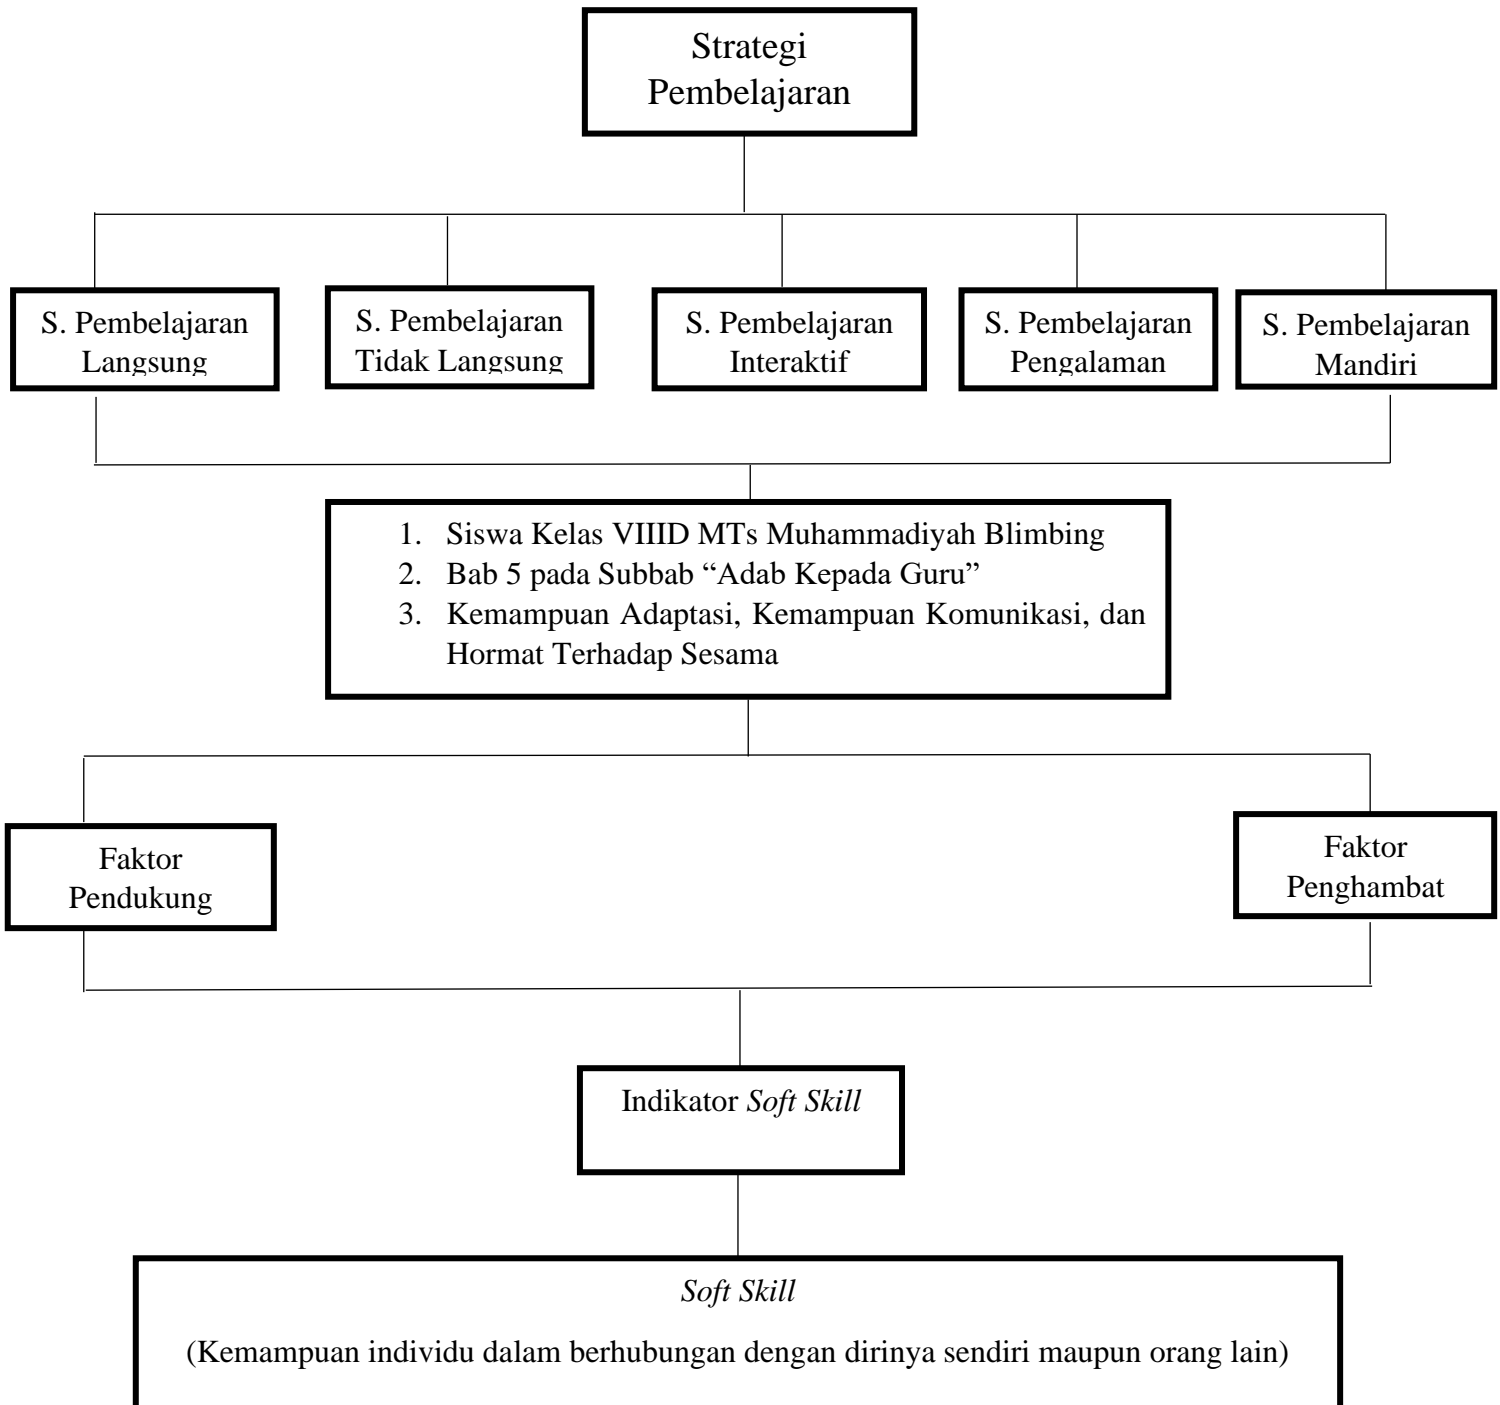 Strategi
Pembelajaran
S. Pembelajaran
Langsung
S. Pembelajaran
Tidak Langsung
S. Pembelajaran
Interaktif
S. Pembelajaran
Pengalaman
S. Pembelajaran
Mandiri
1. Siswa Kelas VIIID MTs Muhammadiyah Blimbing
2. Bab 5 pada Subbab “Adab Kepada Guru”
3. Kemampuan Adaptasi, Kemampuan Komunikasi, dan
Hormat Terhadap Sesama
Faktor
Pendukung
Faktor
Penghambat
Indikator Soft Skill
Soft Skill
(Kemampuan individu dalam berhubungan dengan dirinya sendiri maupun orang lain)